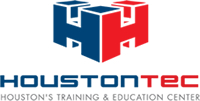 HOUSTONTEC
HOUSTON'S TRAINING & EDUCATION CENTER